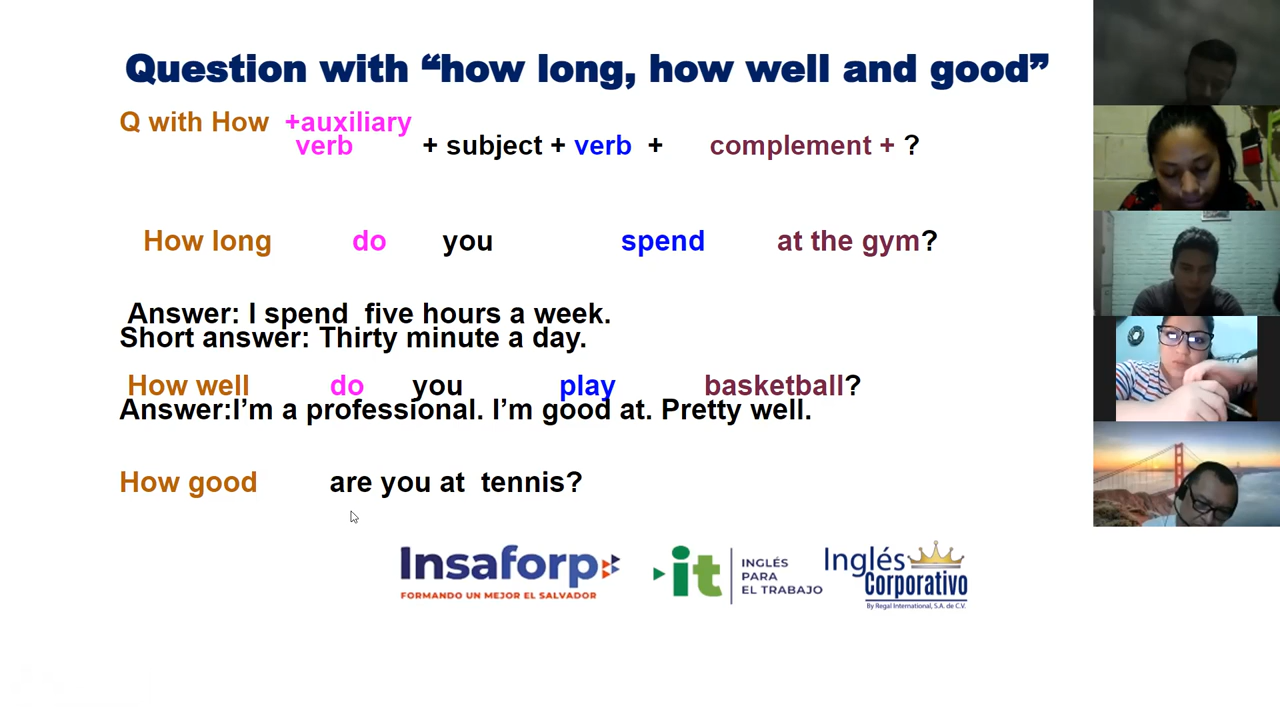 Question with “how long, how well and good”
Q with How +auxiliary
verb + subject + verb + complement + ?
How long do you spend at the gym?
Answer: I spend five hours a week.
Short answer: Thirty minute a day.
How well do you play basketball?
Answer:I’m a professional. I’m good at. Pretty well.
How good are you at tennis?
Insaforp
FORMANDO UN MEJOR EL SALVADOR
it
INGLÉS
PARA
EL TRABAJO
Inglés
Corporativo
By Regal International, S.A. de C.V.